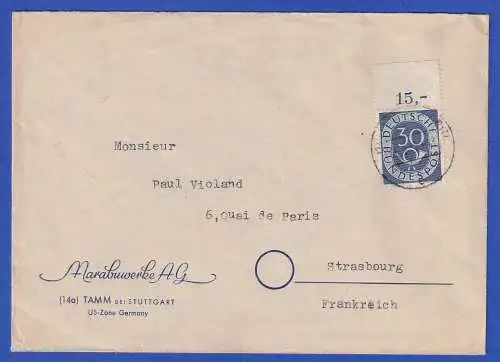 15,-
DEUTSCHE
30
BUNDESPOST
Monsieur
Paul Violand
6,Quai de Paris
Marabuwerke A-G
(14a) TAMM BEI STUTTGART
US-Zone Germany
Strasbourg
Frankreich